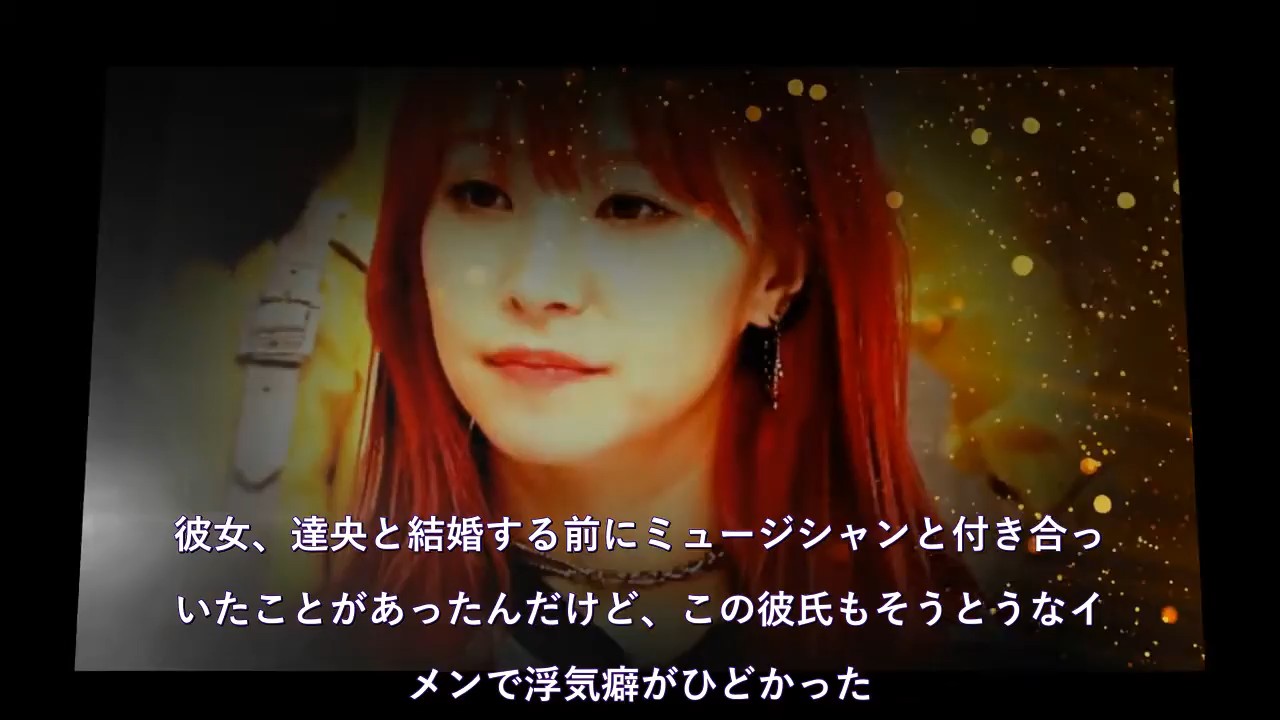 彼女、達央と結婚する前にミュージシャンと付き合っ
いたことがあったんだけど、この彼氏もそうとうなイ
メンで浮気癖がひどかった